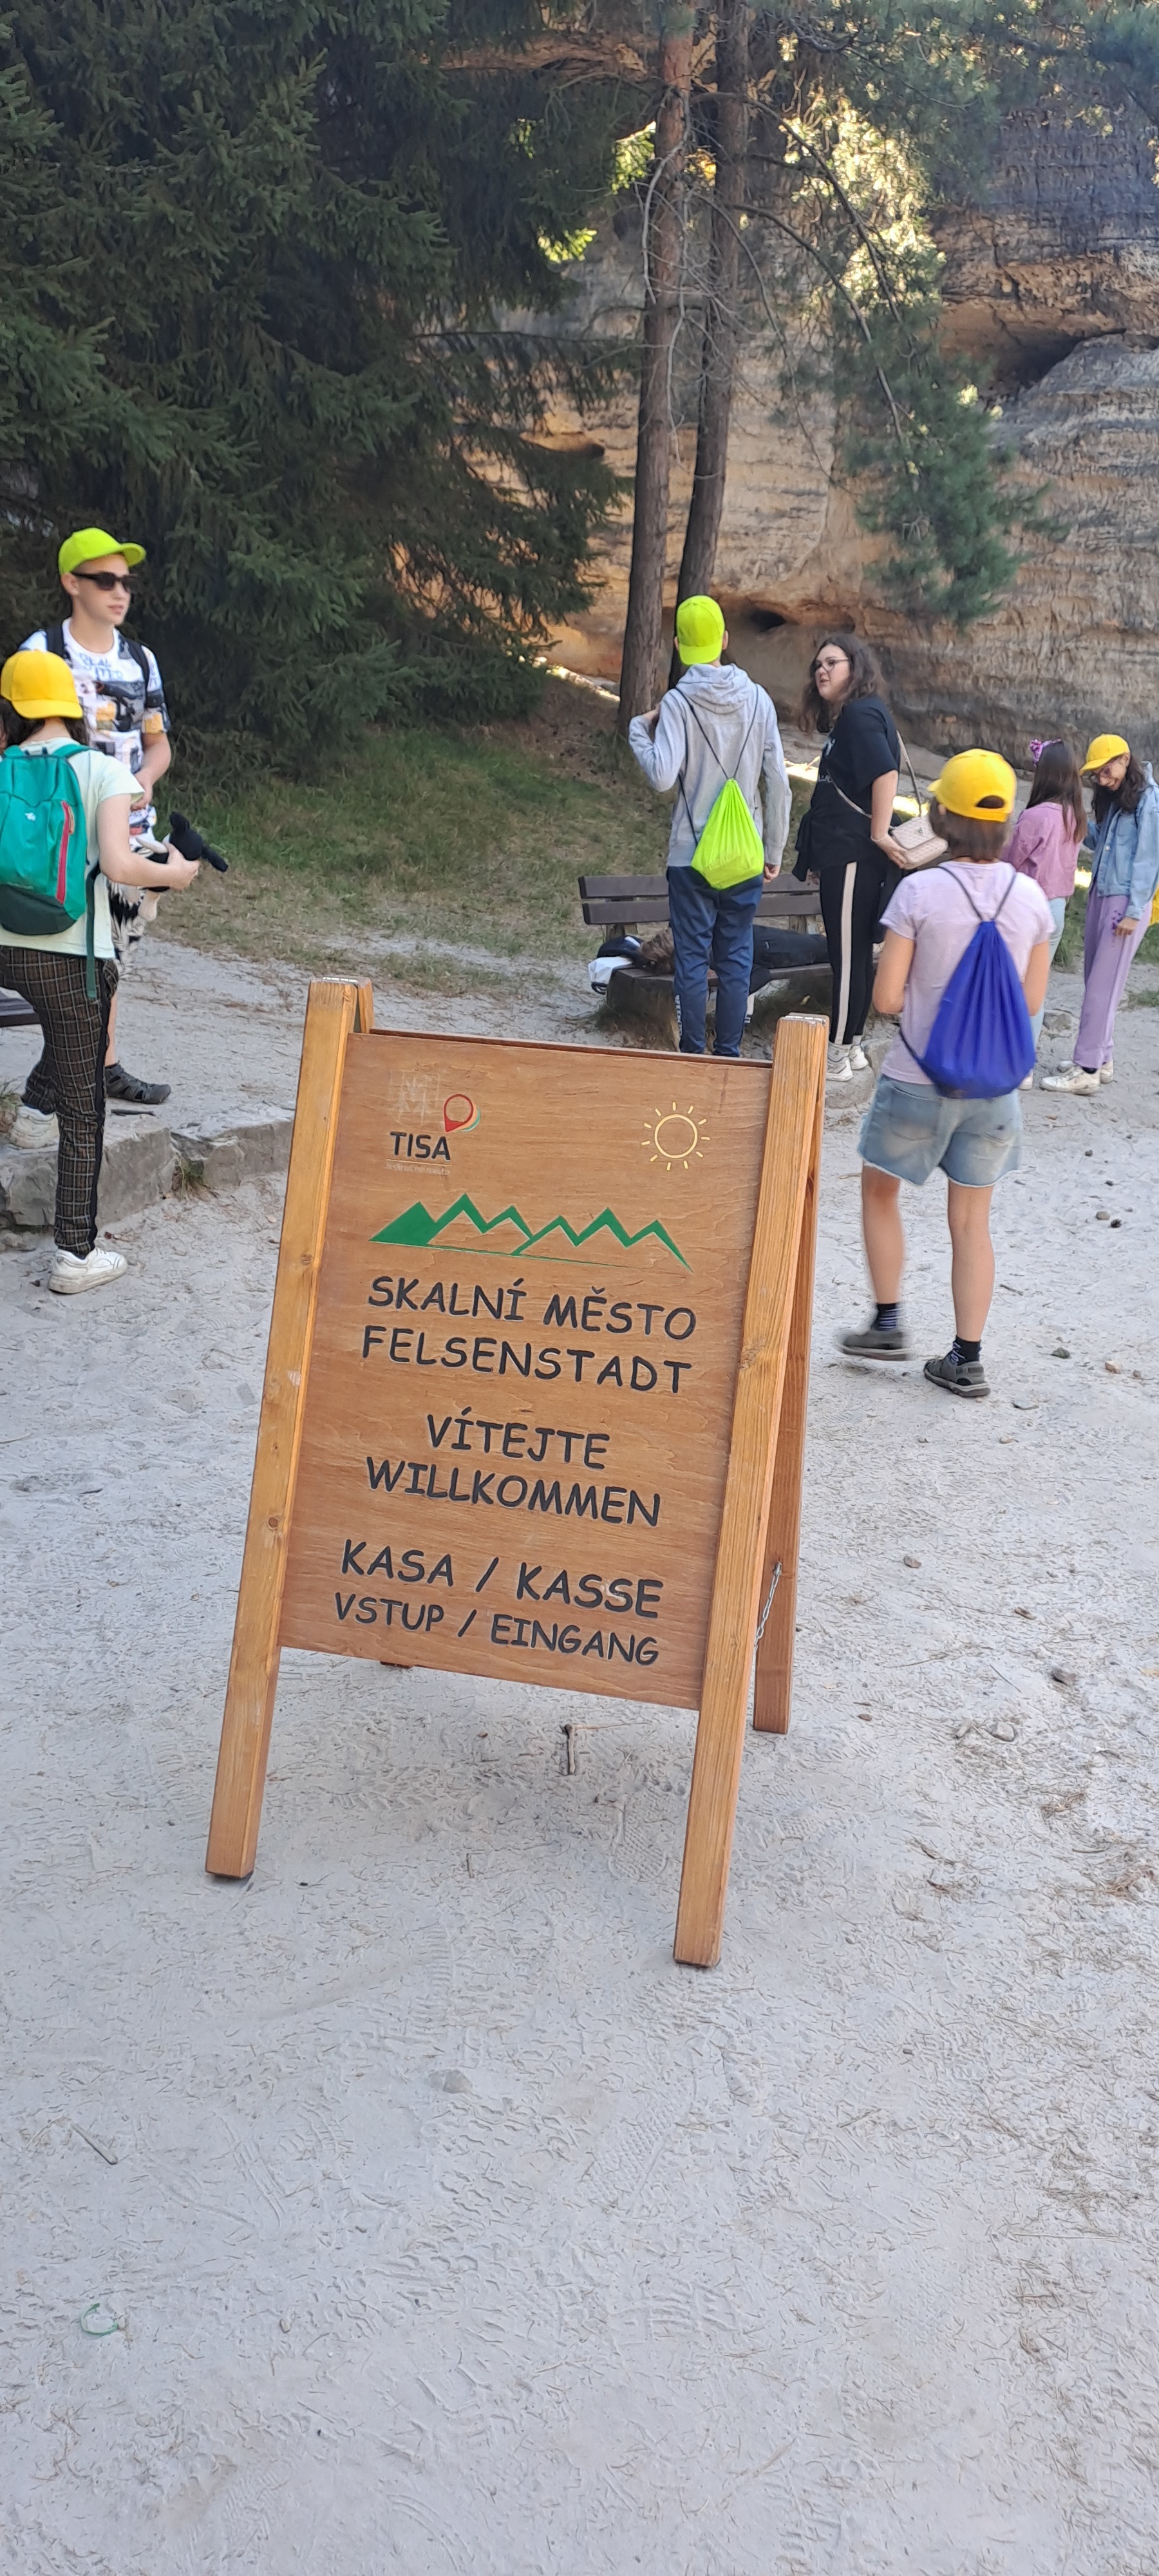 TISA
SKALNÍ MĚSTO
FELSENSTADT
VÍTEJTE
WILLKOMMEN
KASA / KASSE
VSTUP / EINGANG